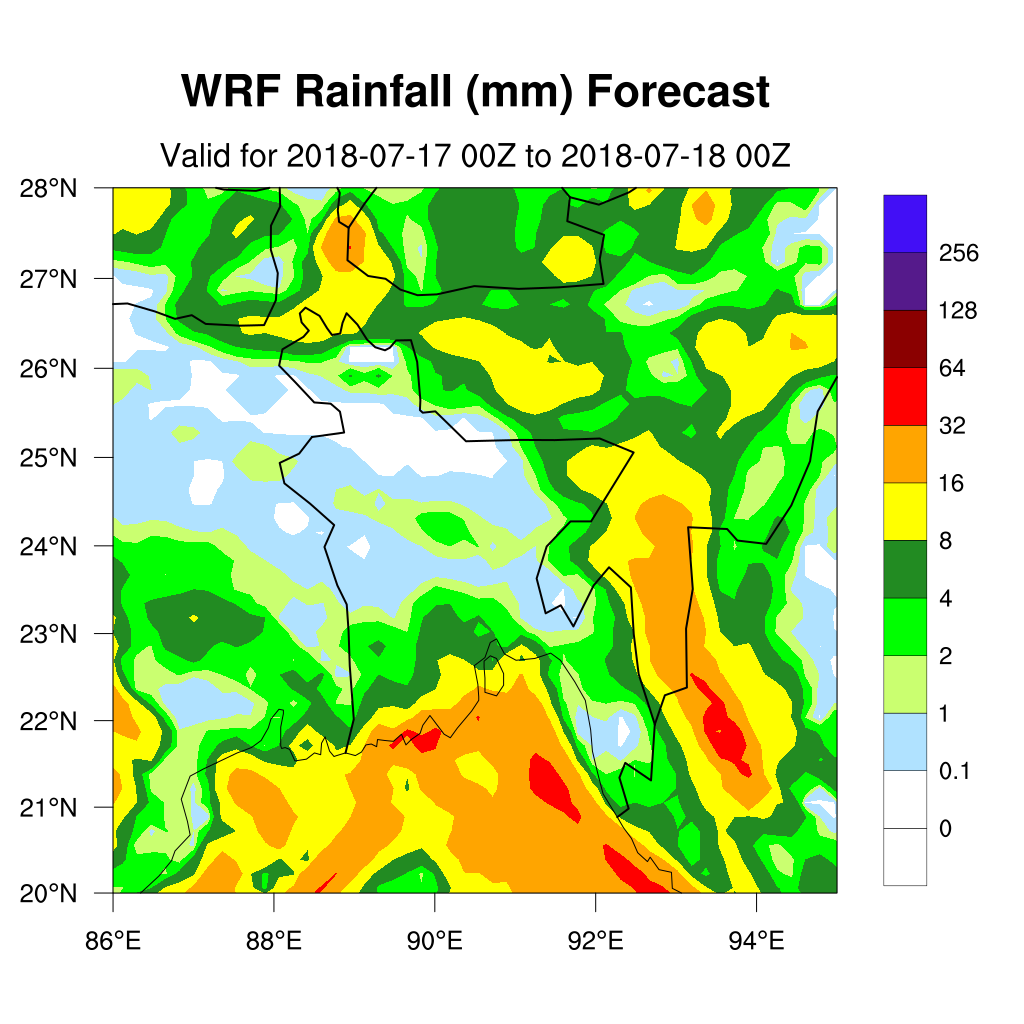 WRF Rainfall (mm) Forecast
Valid for 2018-07-17 00Z to 2018-07-18 00Z
28°N
27°N
26°N
25°N
24°N
23°N
22°N
21°N
20°N
86°E 88°E 90°E 92°E 94°E
256
128
64
32
16
8
4
2
1
0.1
0